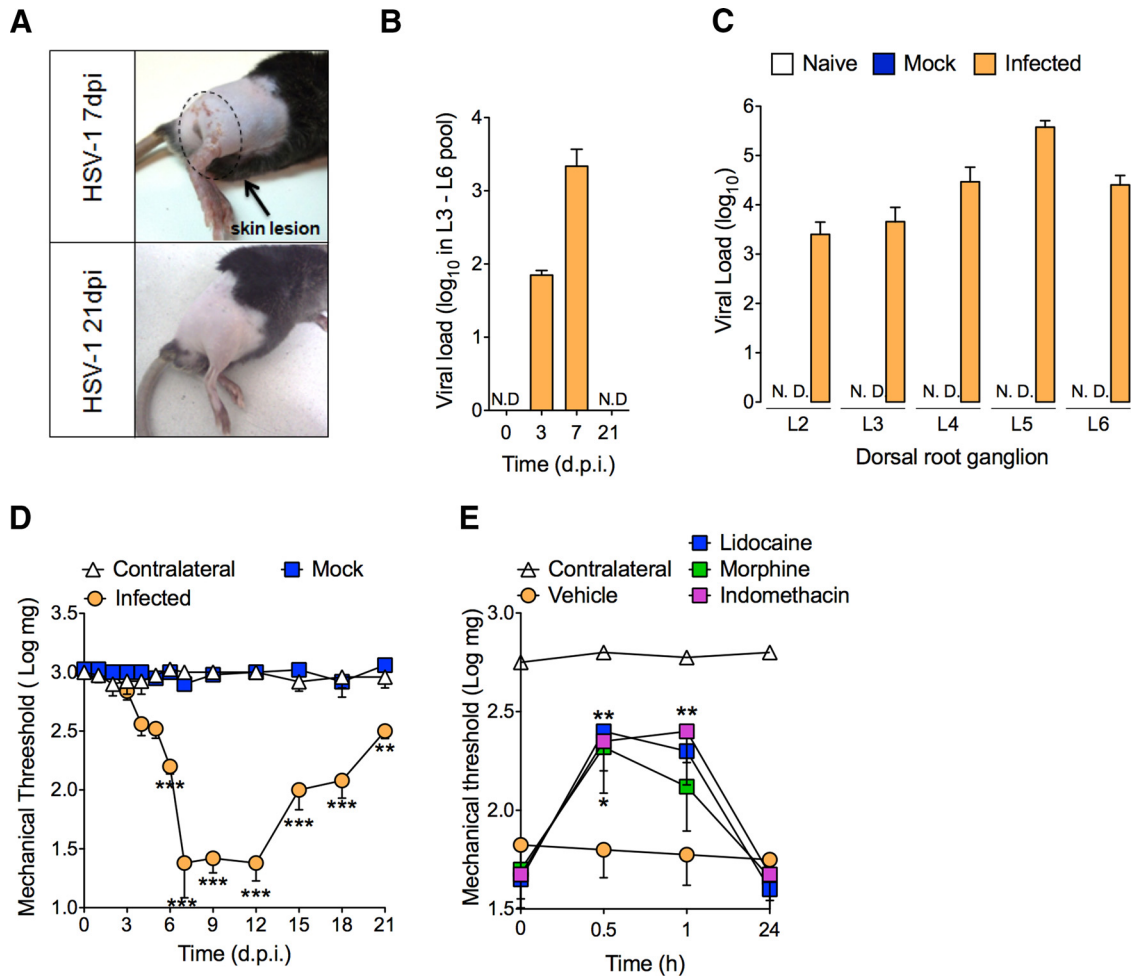 A
HSV-1 7dpi
skin lesion
HSV-1 21dpi
B
Viral load (log10 in L3 - L6 pool)
4
3
2
1
0
N.D
N.D
0 3 7 21
Time (d.p.i.)
C
Naive Mock Infected
Viral Load (log10)
6
5
4
3
2
1
0
N. D. N. D. N. D. N. D. N. D.
L2 L3 L4 L5 L6
Dorsal root ganglion
D
Contralateral Mock
Infected
Mechanical Threeshold ( Log mg)
3.5
3.0
2.5
2.0
1.5
1.0
***
***
***
***
***
***
**
0 3 6 9 12 15 18 21
Time (d.p.i.)
E
Lidocaine
Contralateral Morphine
Vehicle Indomethacin
Mechanical threshold (Log mg)
3.0
2.5
2.0
1.5
** **
*
0 0.5 1 24
Time (h)